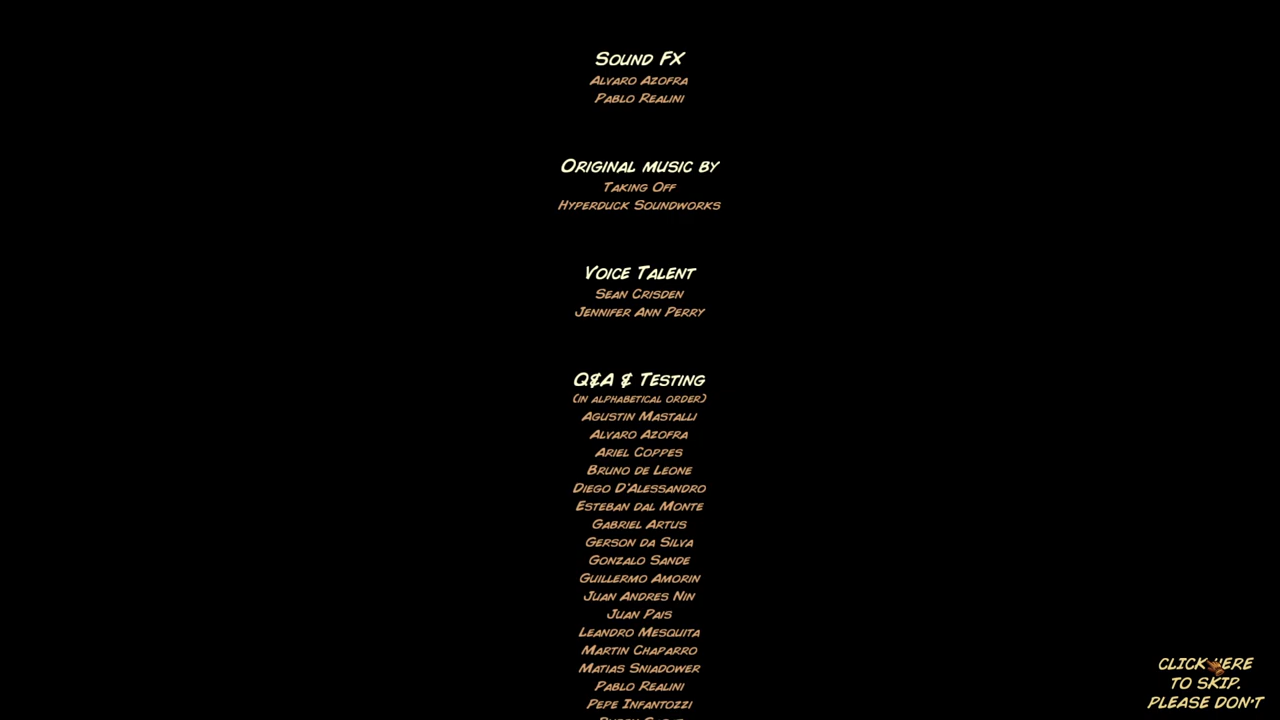 Sound FX
Alvaro Azofra
Pablo Realini
Original music by
Taking Off
Hyperduck Soundworks
Voice Talent
Sean Crisden
Jennifer Ann Perry
Q&A & Testing
(in alphabetical order)
Agustin Mastalli
Alvaro Azofra
Ariel Coppes
Bruno de Leone
Diego D'Alessandro
Esteban dal Monte
Gabriel Artus
Gerson da Silva
Gonzalo Sande
Guillermo Amorin
Juan Andres Nin
Juan Pais
Leandro Mesquita
Martin Chaparro
Matias Sniadower
Pablo Realini
Pepe Infantozzi
CLICK HERE
TO SKIP.
PLEASE DON'T